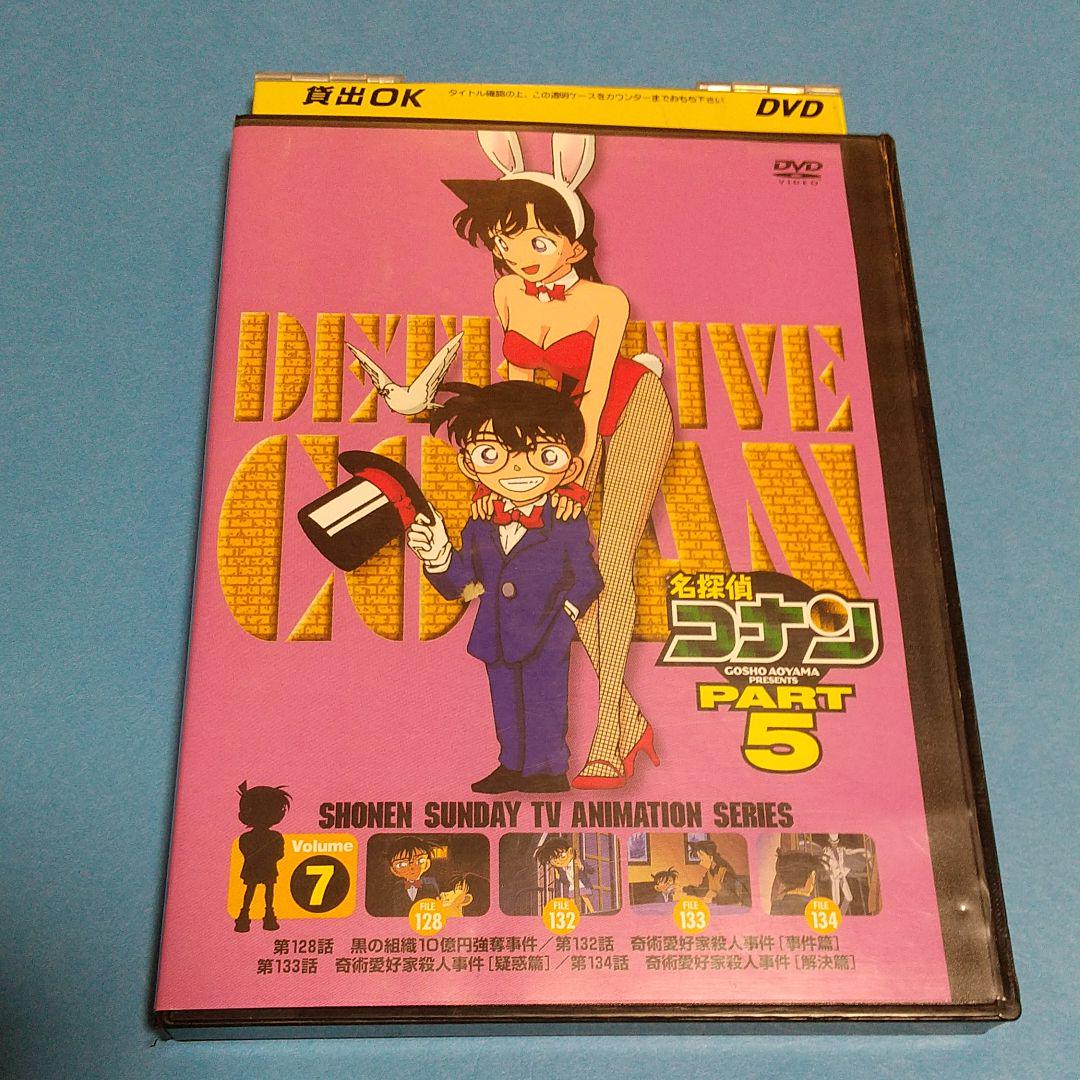 貸出OK
タイトル確認の上、この透明ケースをカウンターまでおもち下さい
DVD
DVD
VIDEO
DETECTIVE
CONAN
名探偵
コナン
GOSHO AOYAMA
PRESENTS
PART
5
SHONEN SUNDAY TV ANIMATION SERIES
Volume
7
FILE
128
FILE
132
FILE
133
FILE
134
第128話 黒の組織10億円強奪事件／第132話 奇術愛好家殺人事件[事件篇]
第133話 奇術愛好家殺人事件[疑惑篇]／第134話 奇術愛好家殺人事件[解決篇]